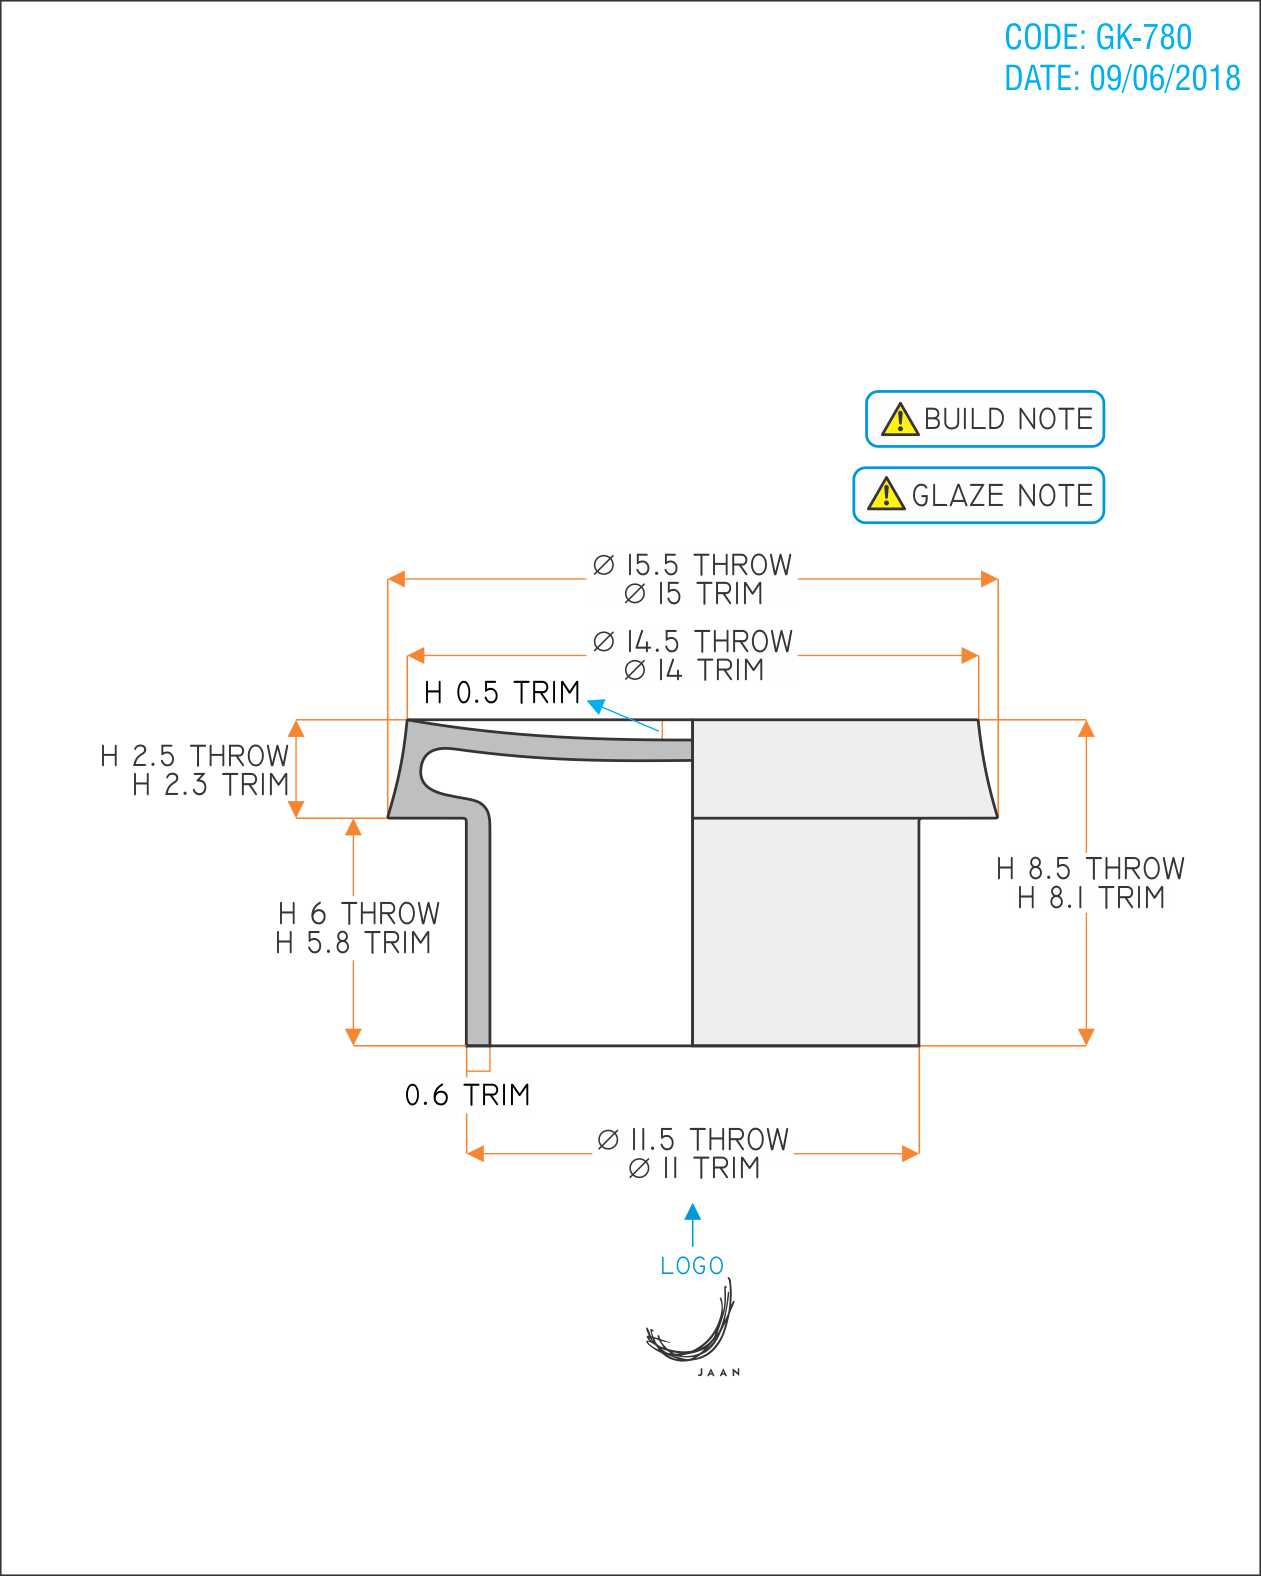 CODE: GK-780
DATE: 09/06/2018
BUILD NOTE
GLAZE NOTE
Ø 15.5 THROW
Ø 15 TRIM
Ø 14.5 THROW
Ø 14 TRIM
H 0.5 TRIM
H 2.5 THROW
H 2.3 TRIM
H 8.5 THROW
H 8.1 TRIM
H 6 THROW
H 5.8 TRIM
0.6 TRIM
Ø 11.5 THROW
Ø 11 TRIM
LOGO
JAAN